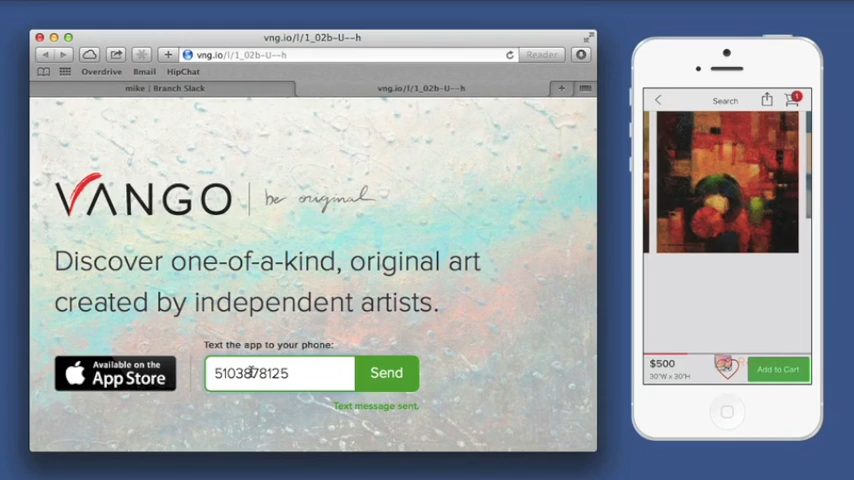 vng.io/l/1_02b-U--h
vng.io/l/1_02b-U--h
Reader
Overdrive Bmail HipChat
mike | Branch Slack
vng.io/l/1_02b-U--h
VANGO
be original
Discover one-of-a-kind, original art
created by independent artists.
Text the app to your phone:
Available on the
App Store
5103878125
Send
Text message sent.
Search
1
$500
30"W x 30"H
Add to Cart